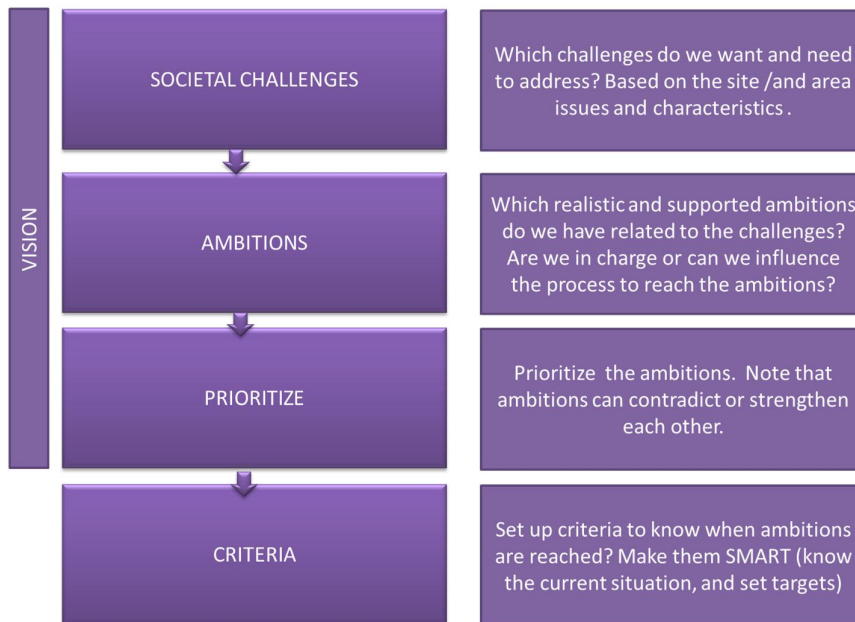 VISION
SOCIETAL CHALLENGES
Which challenges do we want and need
to address? Based on the site /and area
issues and characteristics .
AMBITIONS
Which realistic and supported ambitions
do we have related to the challenges?
Are we in charge or can we influence
the process to reach the ambitions?
PRIORITIZE
Prioritize the ambitions. Note that
ambitions can contradict or strengthen
each other.
CRITERIA
Set up criteria to know when ambitions
are reached? Make them SMART (know
the current situation, and set targets)